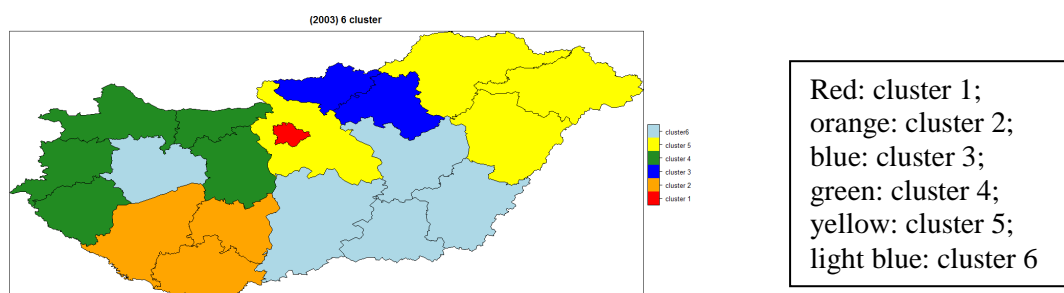 (2003) 6 cluster
cluster6
cluster 5
cluster 4
cluster 3
cluster 2
cluster 1
Red: cluster 1;
orange: cluster 2;
blue: cluster 3;
green: cluster 4;
yellow: cluster 5;
light blue: cluster 6